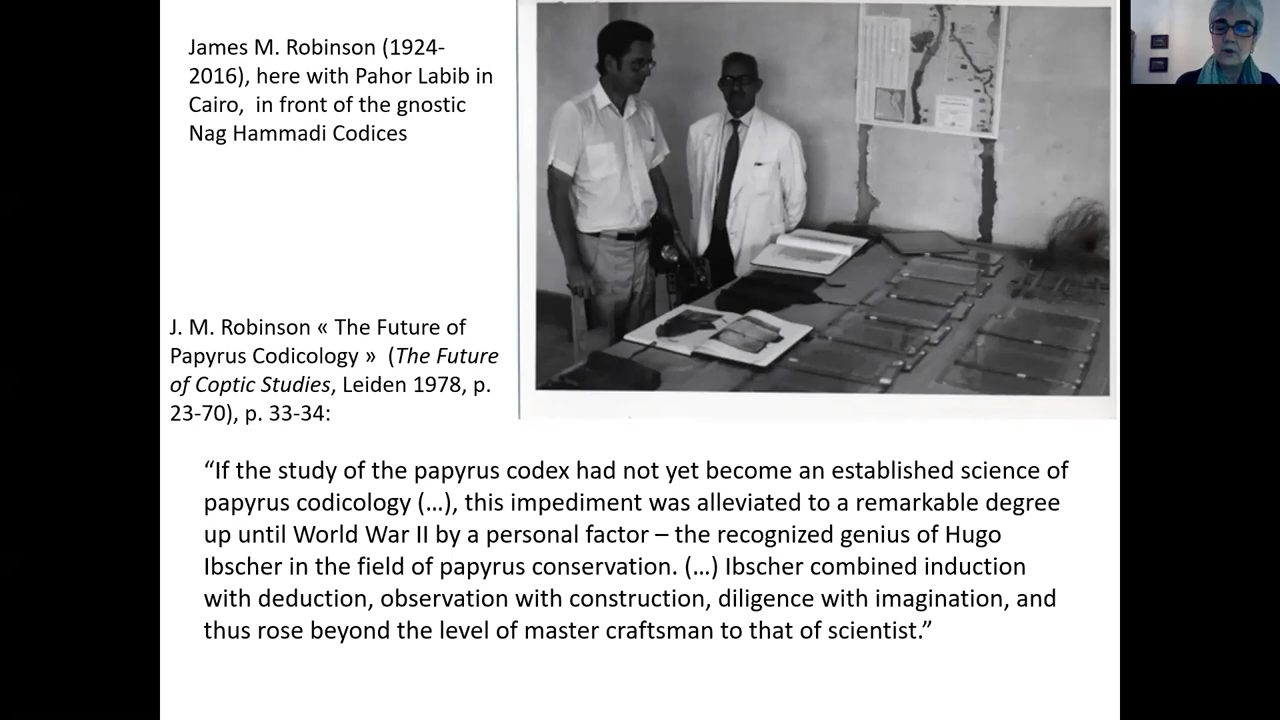 James M. Robinson (1924-
2016), here with Pahor Labib in
Cairo, in front of the gnostic
Nag Hammadi Codices
J. M. Robinson « The Future of
Papyrus Codicology » (The Future
of Coptic Studies, Leiden 1978, p.
23-70), p. 33-34:
“If the study of the papyrus codex had not yet become an established science of
papyrus codicology (…), this impediment was alleviated to a remarkable degree
up until World War II by a personal factor – the recognized genius of Hugo
Ibscher in the field of papyrus conservation. (…) Ibscher combined induction
with deduction, observation with construction, diligence with imagination, and
thus rose beyond the level of master craftsman to that of scientist.”